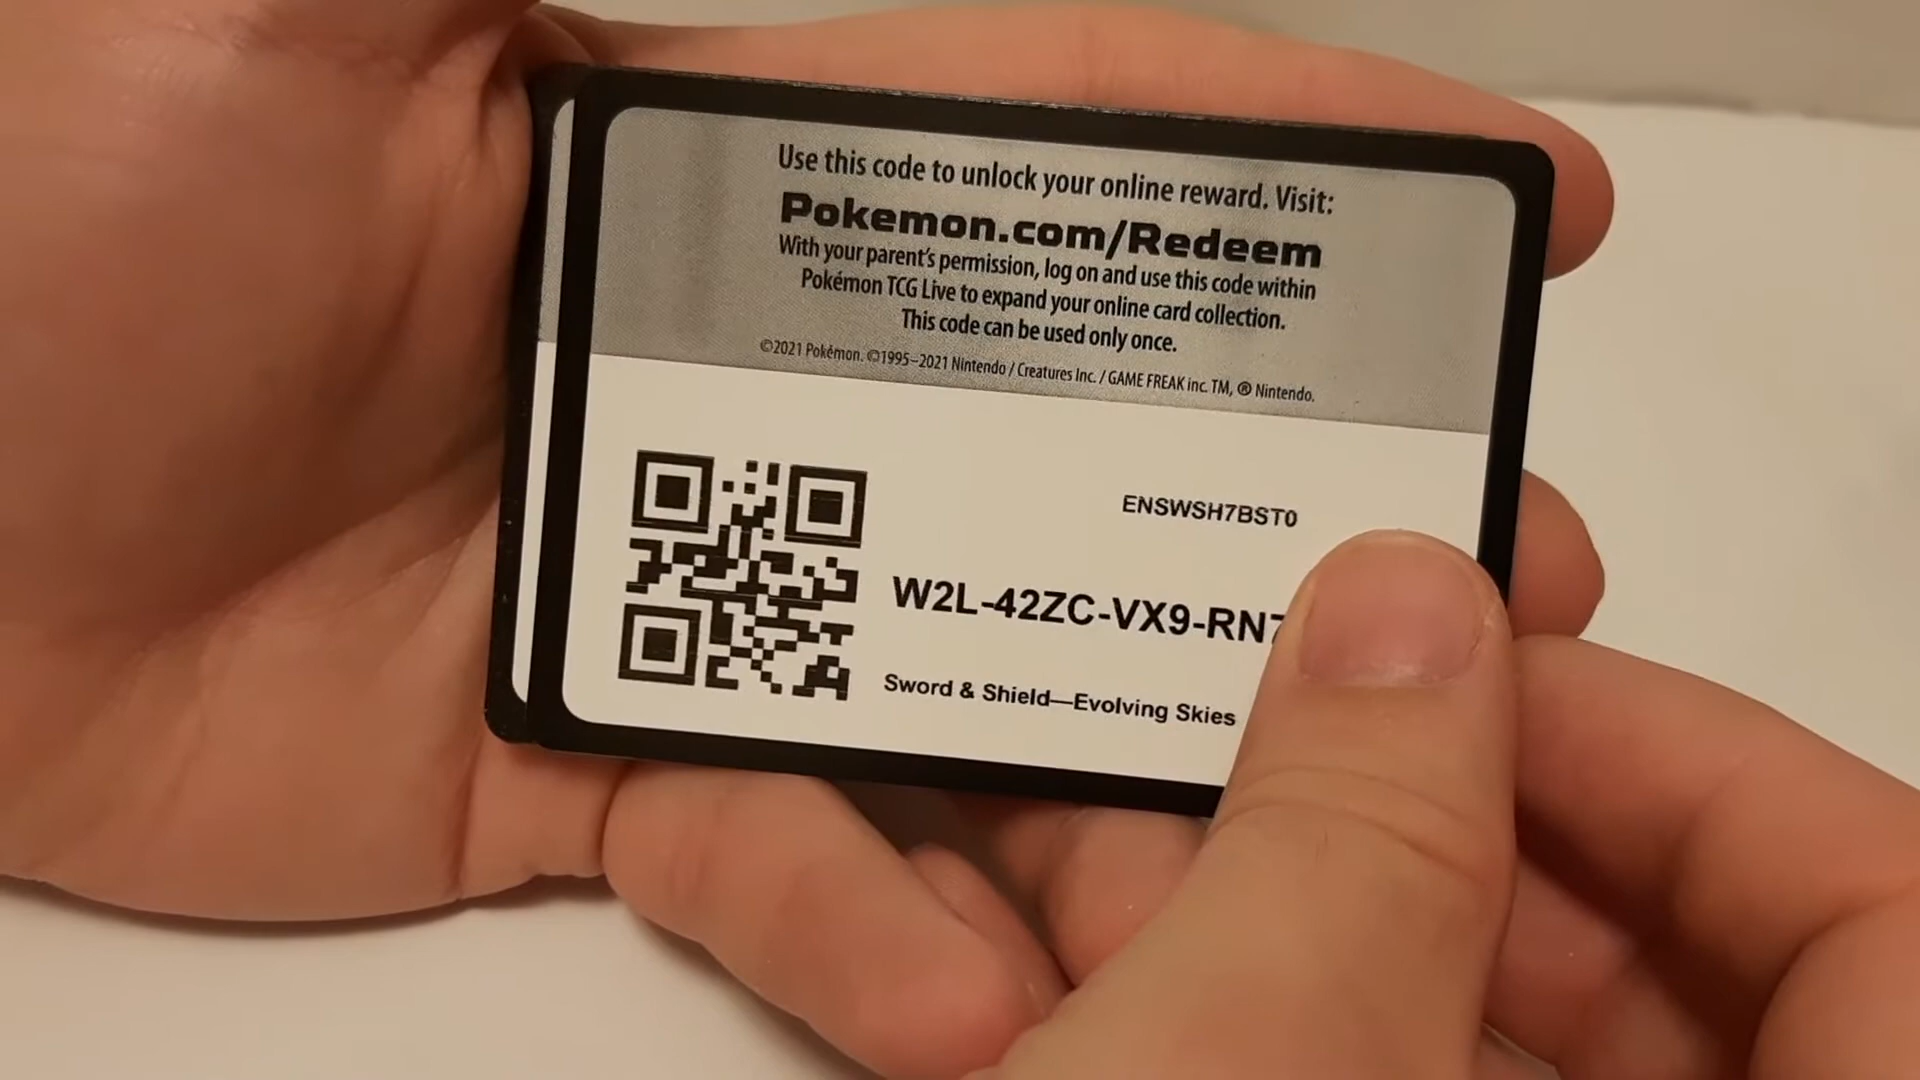 Use this code to unlock your online reward. Visit:
Pokemon.com/Redeem
With your parent's permission, log on and use this code within
Pokémon TCG Live to expand your online card collection.
This code can be used only once.
©2021 Pokémon. ©1995–2021 Nintendo / Creatures Inc. / GAME FREAK inc. TM, ® Nintendo.
ENSWSH7BST0
W2L-42ZC-VX9-RN
Sword & Shield—Evolving Skies